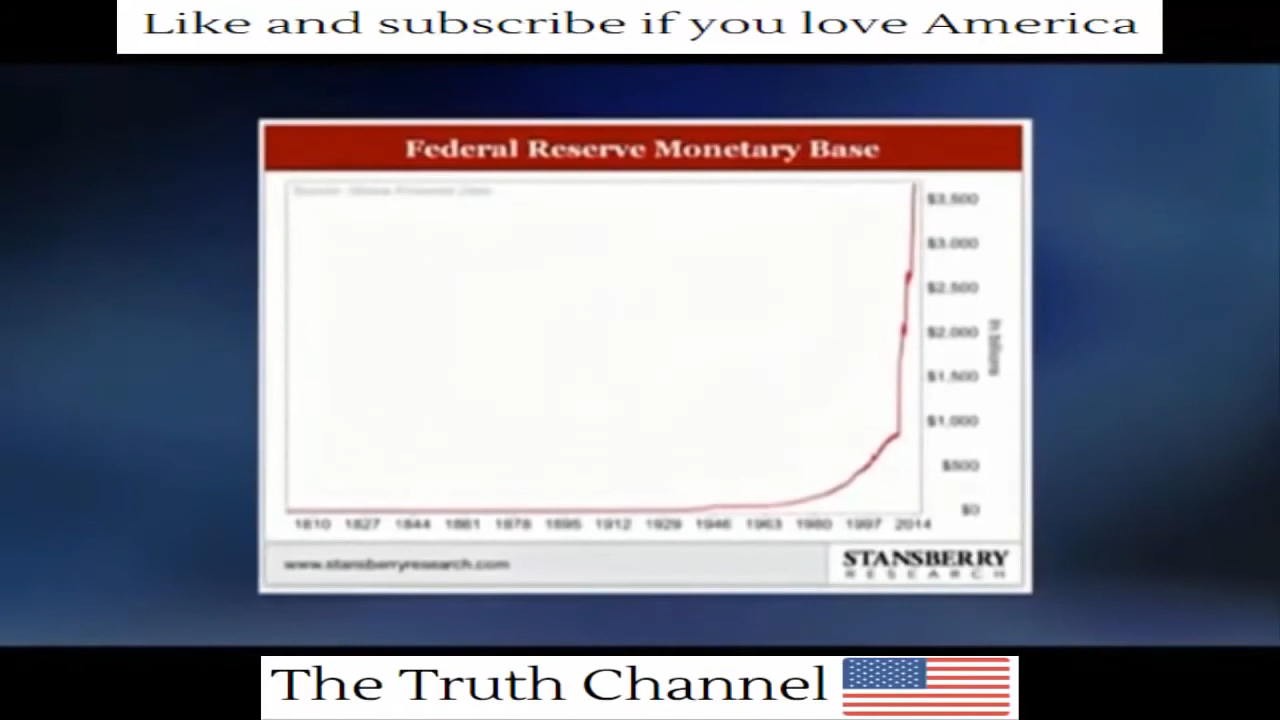 Like and subscribe if you love America
Federal Reserve Monetary Base
$3,500
$3,000
$2,500
$2,000
$1,500
$1,000
$500
$0
In billions
1810 1827 1844 1861 1878 1895 1912 1929 1946 1963 1980 1997 2014
www.stansberryresearch.com
STANSBERRY
RESEARCH
The Truth Channel